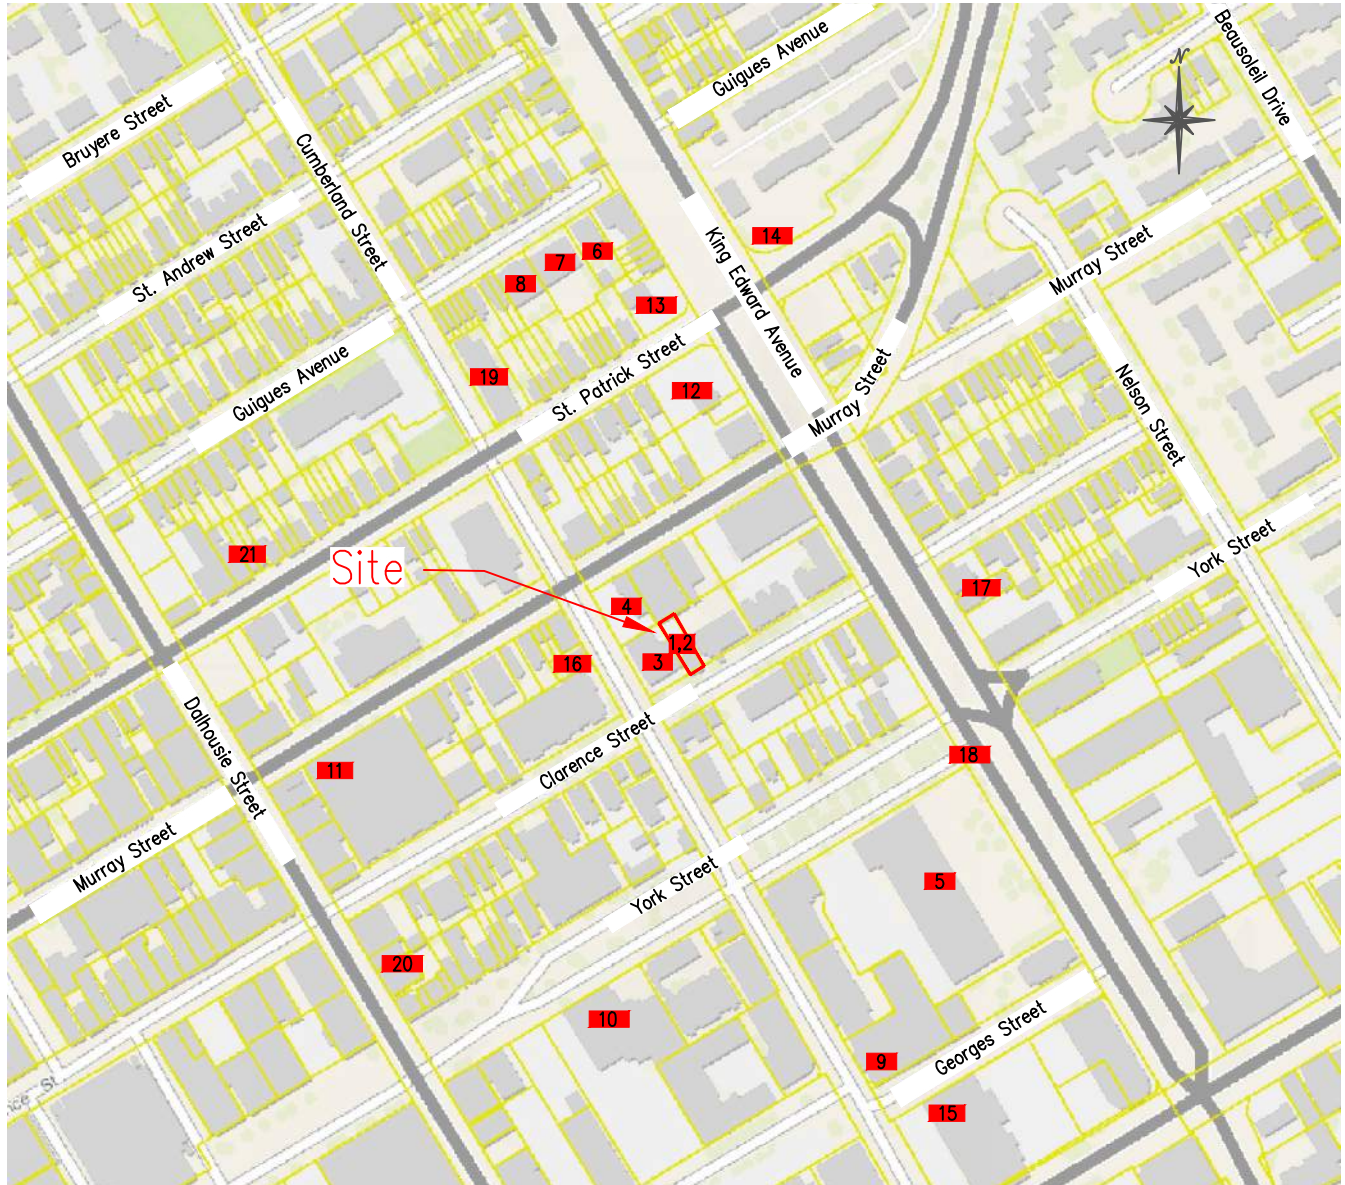 Beausoleil Drive
Guigues Avenue
N
Bruyere Street
Cumberland Street
St. Andrew Street
King Edward Avenue
14
Murray Street
6
7
8
13
Guigues Avenue
St. Patrick Street
19
12
Murray Street
Nelson Street
21
Site
4
1,2
3
16
17
York Street
Dalhousie Street
Clarence Street
11
18
Murray Street
York Street
5
20
10
9
Georges Street
15
nce St